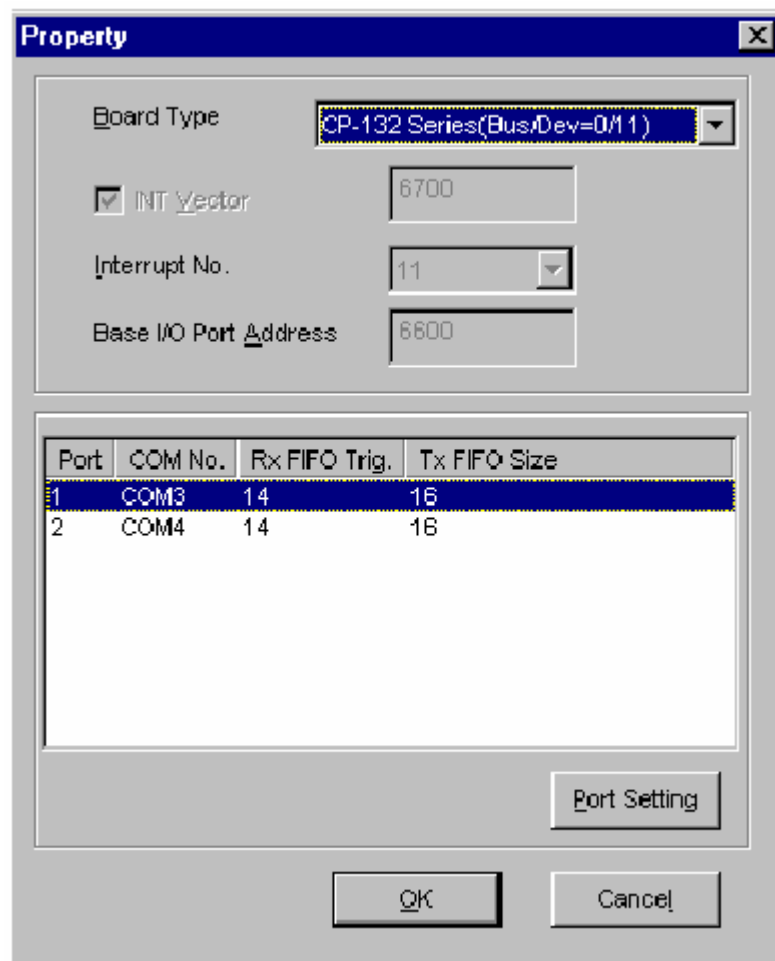 Property
Board Type CP-132 Series(Bus/Dev=0/11)
INT Vector 6700
Interrupt No. 11
Base I/O Port Address 6600
Port COM No. Rx FIFO Trig. Tx FIFO Size
1 COM3 14 16
2 COM4 14 16
Port Setting
OK Cancel